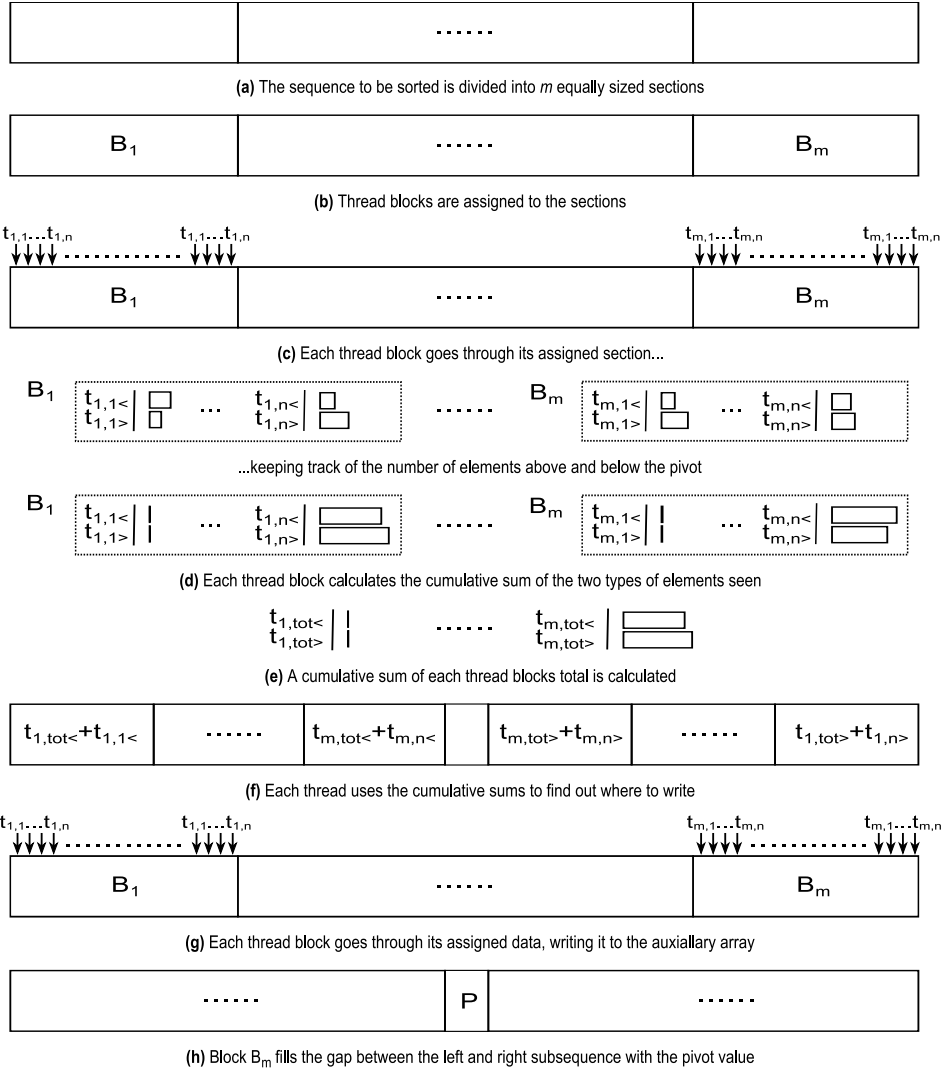 ......
(a) The sequence to be sorted is divided into m equally sized sections
B1 ...... Bm
(b) Thread blocks are assigned to the sections
t1,1...t1,n t1,1...t1,n tm,1...tm,n tm,1...tm,n
B1 ...... Bm
(c) Each thread block goes through its assigned section...
B1 t1,1< ... t1,n< ...... Bm tm,1< ... tm,n<
t1,1> t1,n> tm,1> tm,n>
...keeping track of the number of elements above and below the pivot
B1 t1,1< ... t1,n< ...... Bm tm,1< ... tm,n<
t1,1> t1,n> tm,1> tm,n>
(d) Each thread block calculates the cumulative sum of the two types of elements seen
t1,tot< ...... tm,tot<
t1,tot> tm,tot>
(e) A cumulative sum of each thread blocks total is calculated
t1,tot<+t1,1< ...... tm,tot<+tm,n< tm,tot>+tm,n> ...... t1,tot>+t1,n>
(f) Each thread uses the cumulative sums to find out where to write
t1,1...t1,n t1,1...t1,n tm,1...tm,n tm,1...tm,n
B1 ...... Bm
(g) Each thread block goes through its assigned data, writing it to the auxiallary array
...... P ......
(h) Block Bm fills the gap between the left and right subsequence with the pivot value